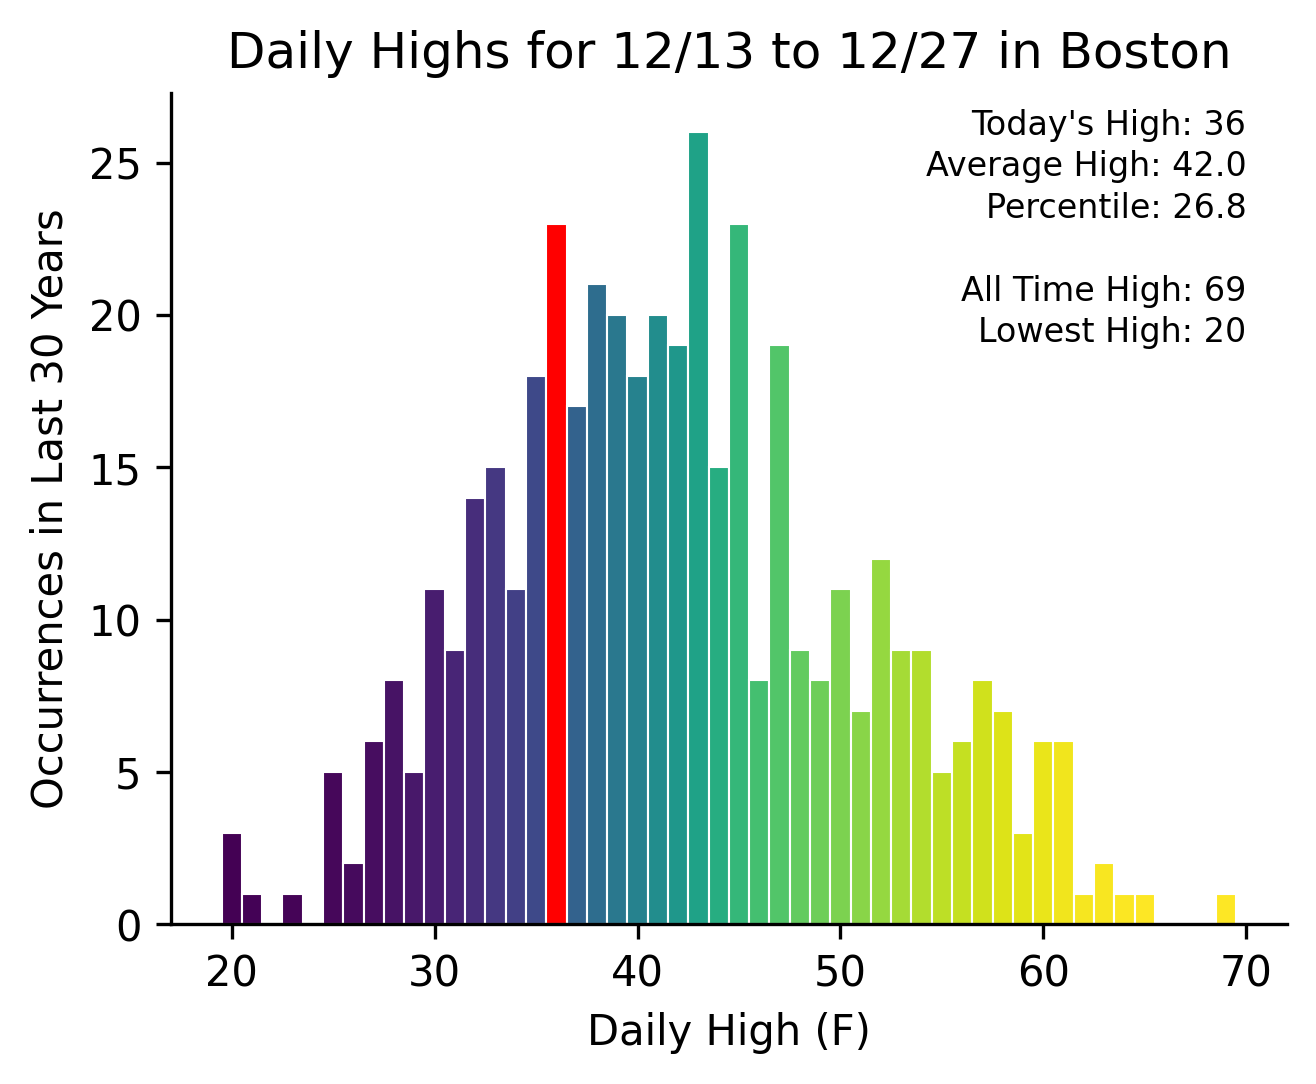 Daily Highs for 12/13 to 12/27 in Boston
Today's High: 36
Average High: 42.0
Percentile: 26.8
All Time High: 69
Lowest High: 20
Occurrences in Last 30 Years
25
20
15
10
5
0
20 30 40 50 60 70
Daily High (F)